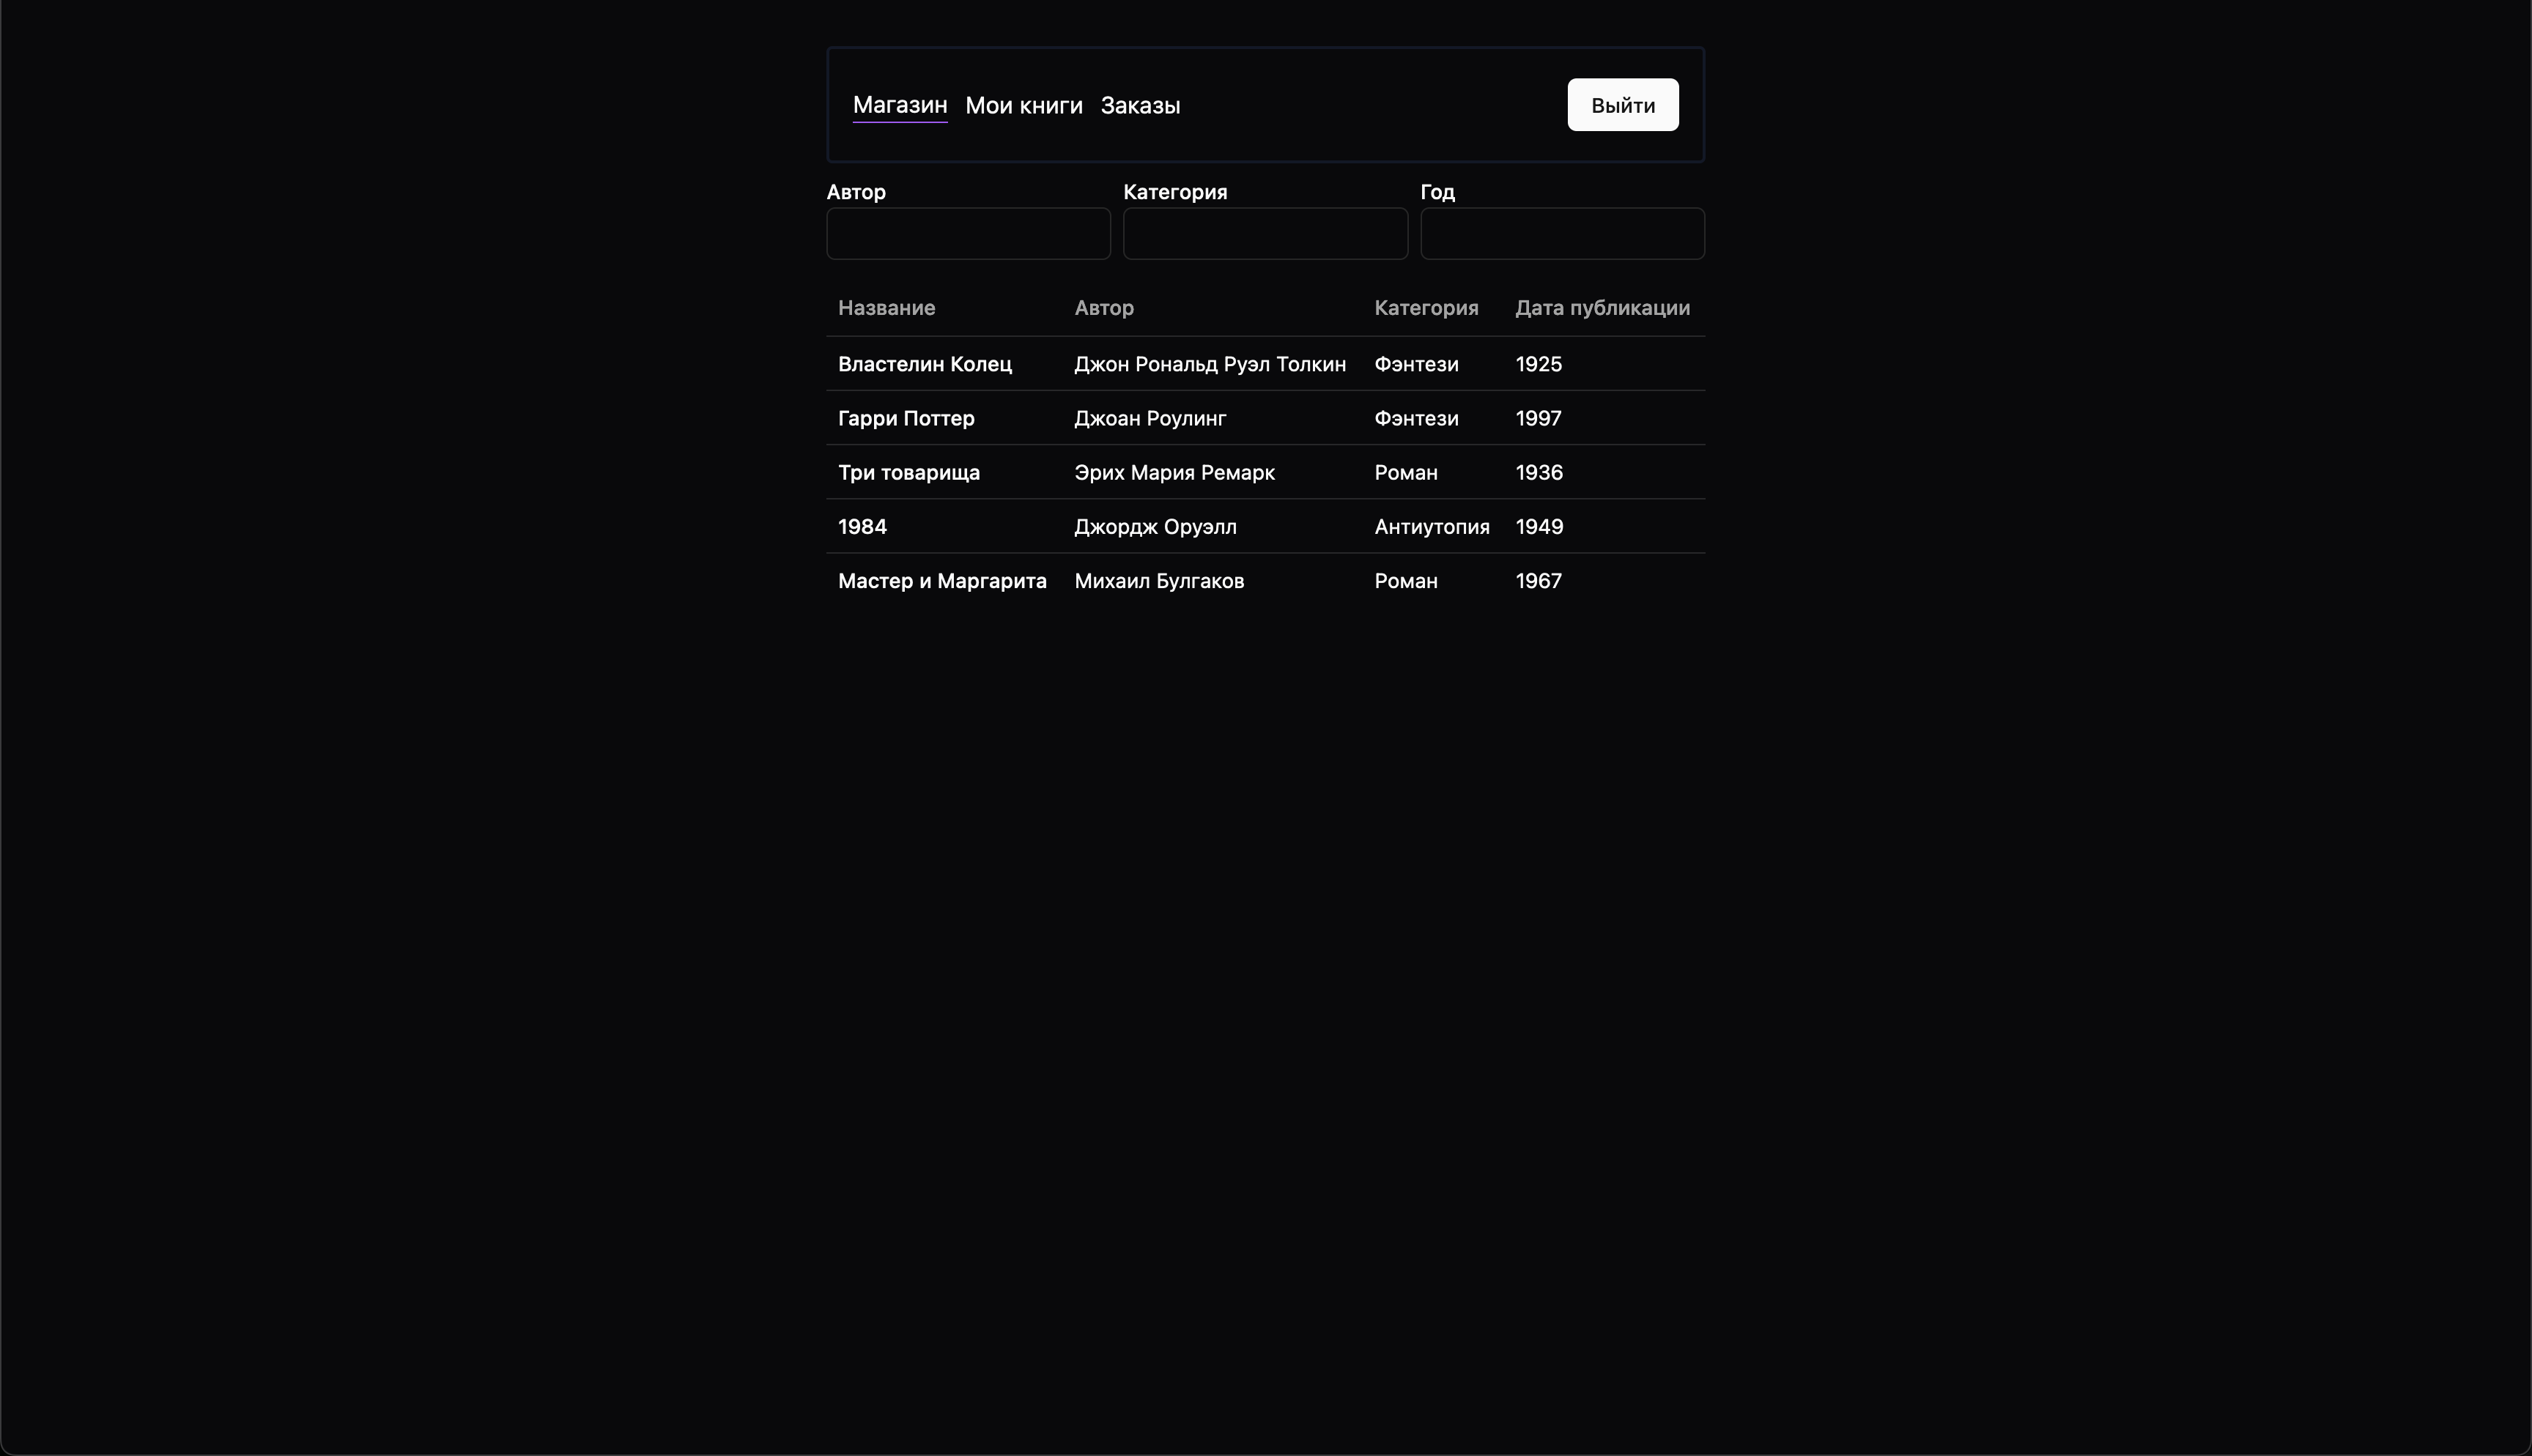 Магазин Мои книги Заказы Выйти
Автор Категория Год
Название Автор Категория Дата публикации
Властелин Колец Джон Рональд Руэл Толкин Фэнтези 1925
Гарри Поттер Джоан Роулинг Фэнтези 1997
Три товарища Эрих Мария Ремарк Роман 1936
1984 Джордж Оруэлл Антиутопия 1949
Мастер и Маргарита Михаил Булгаков Роман 1967